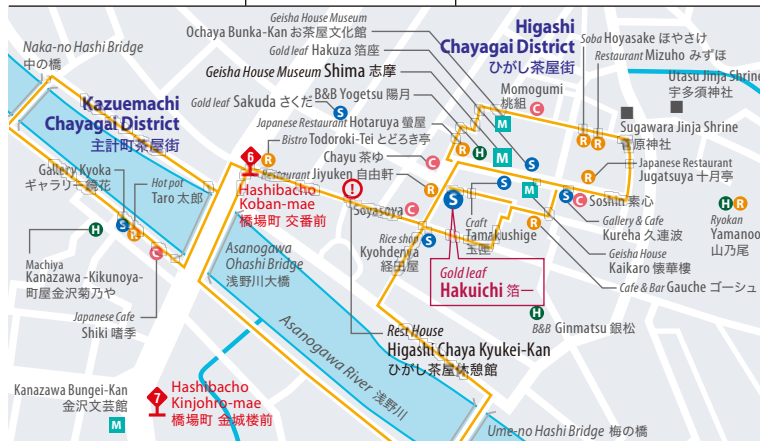 Geisha House Museum
Ochaya Bunka-Kan お茶屋文化館
Gold leaf Hakuza 箔座
Geisha House Museum Shima 志摩
B&B Yogetsu 陽月
Gold leaf Sakuda さくだ
S
Japanese Restaurant Hotaruya 螢屋
Bistro Todoroki-Tei とどろき亭
R
Chayu 茶ゆ
C
Restaurant Jiyuken 自由軒
R
Naka-no Hashi Bridge
中の橋
Kazuemachi
Chayagai District
主計町茶屋街
Higashi
Chayagai District
ひがし茶屋街
Soba Hoyasake ほやさけ
Restaurant Mizuho みずほ
Utasu Jinja Shrine
宇多須神社
Momogumi
桃組
C
M
R
H
M
S
R
R
Sugawara Jinja Shrine
菅原神社
Japanese Restaurant
Jugatsuya 十月亭
R
Gallery Kyoka
ギャラリー鏡花
Hot pot
Taro 太郎
S
R
H
C
6
Hashibacho
Koban-mae
橋場町 交番前
!
Soyasoya
C
S
Craft
Tamakushige
玉匣
S
M
S
C
Soshin 素心
Gallery & Cafe
Kureha 久連波
H
R
Ryokan
Yamanoo
山乃尾
Rice shop
Kyohderiya
経田屋
S
R
Geisha House
Kaikaro 懐華樓
Cafe & Bar Gauche ゴーシュ
Machiya
Kanazawa -Kikunoya-
町屋金沢菊乃や
Asanogawa
Ohashi Bridge
浅野川大橋
Gold leaf
Hakuichi 箔一
H
B&B Ginmatsu 銀松
Japanese Cafe
Shiki 嗜季
Asanogawa River 浅野川
Rest House
Higashi Chaya Kyukei-Kan
ひがし茶屋休憩館
Kanazawa Bungei-Kan
金沢文芸館
M
7
Hashibacho
Kinjohro-mae
橋場町 金城楼前
Ume-no Hashi Bridge 梅の橋